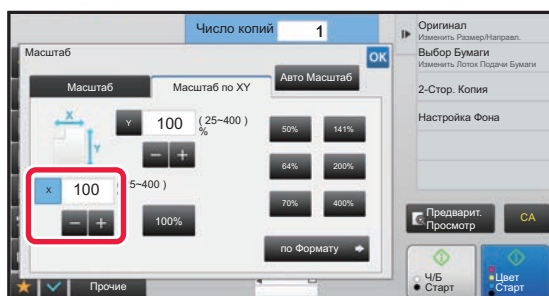 Число копий 1
Масштаб
OK
Масштаб
Масштаб по XY
Авто Масштаб
X
Y
Y 100 ( 25~400 )
%
50% 141%
64% 200%
X 100 5~400 )
70% 400%
100%
по Формату
Прочие
Оригинал
Изменить Размер/Направл.
Выбор Бумаги
Изменить Лоток Подачи Бумаги
2-Стор. Копия
Настройка Фона
Предварит.
Просмотр
CA
Ч/Б
Старт
Цвет
Старт